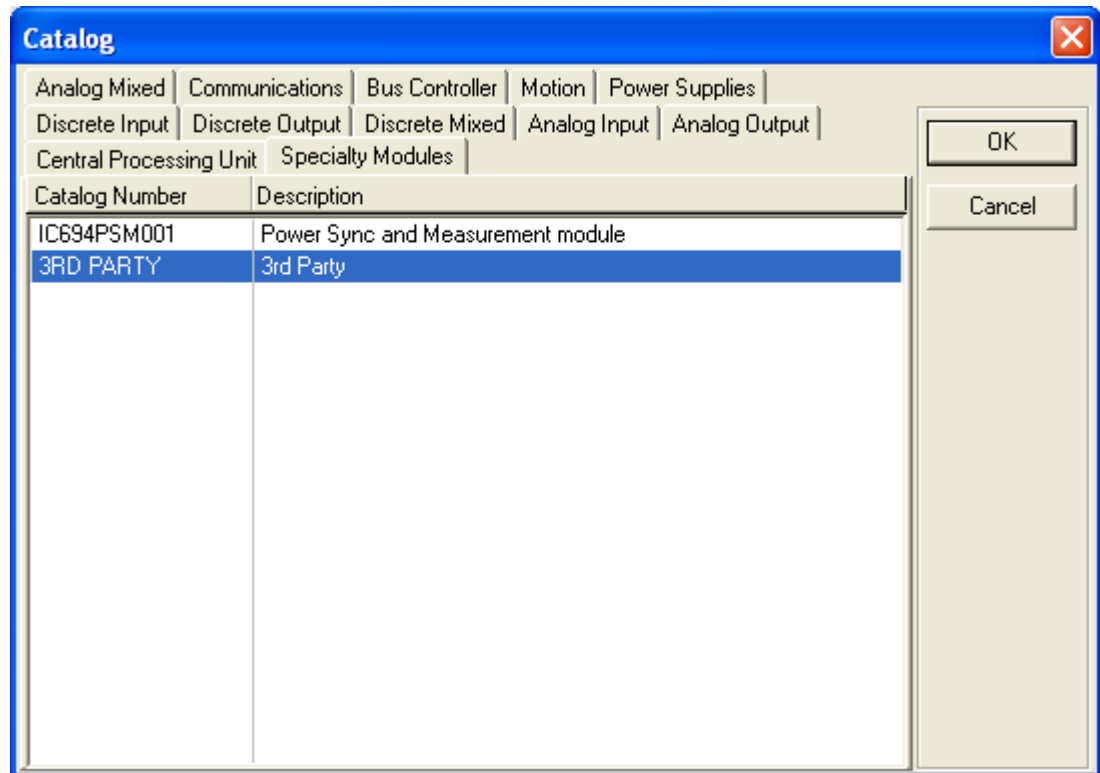 Catalog
Analog Mixed Communications Bus Controller Motion Power Supplies
Discrete Input Discrete Output Discrete Mixed Analog Input Analog Output
Central Processing Unit Specialty Modules
Catalog Number Description
IC694PSM001 Power Sync and Measurement module
3RD PARTY 3rd Party
OK
Cancel